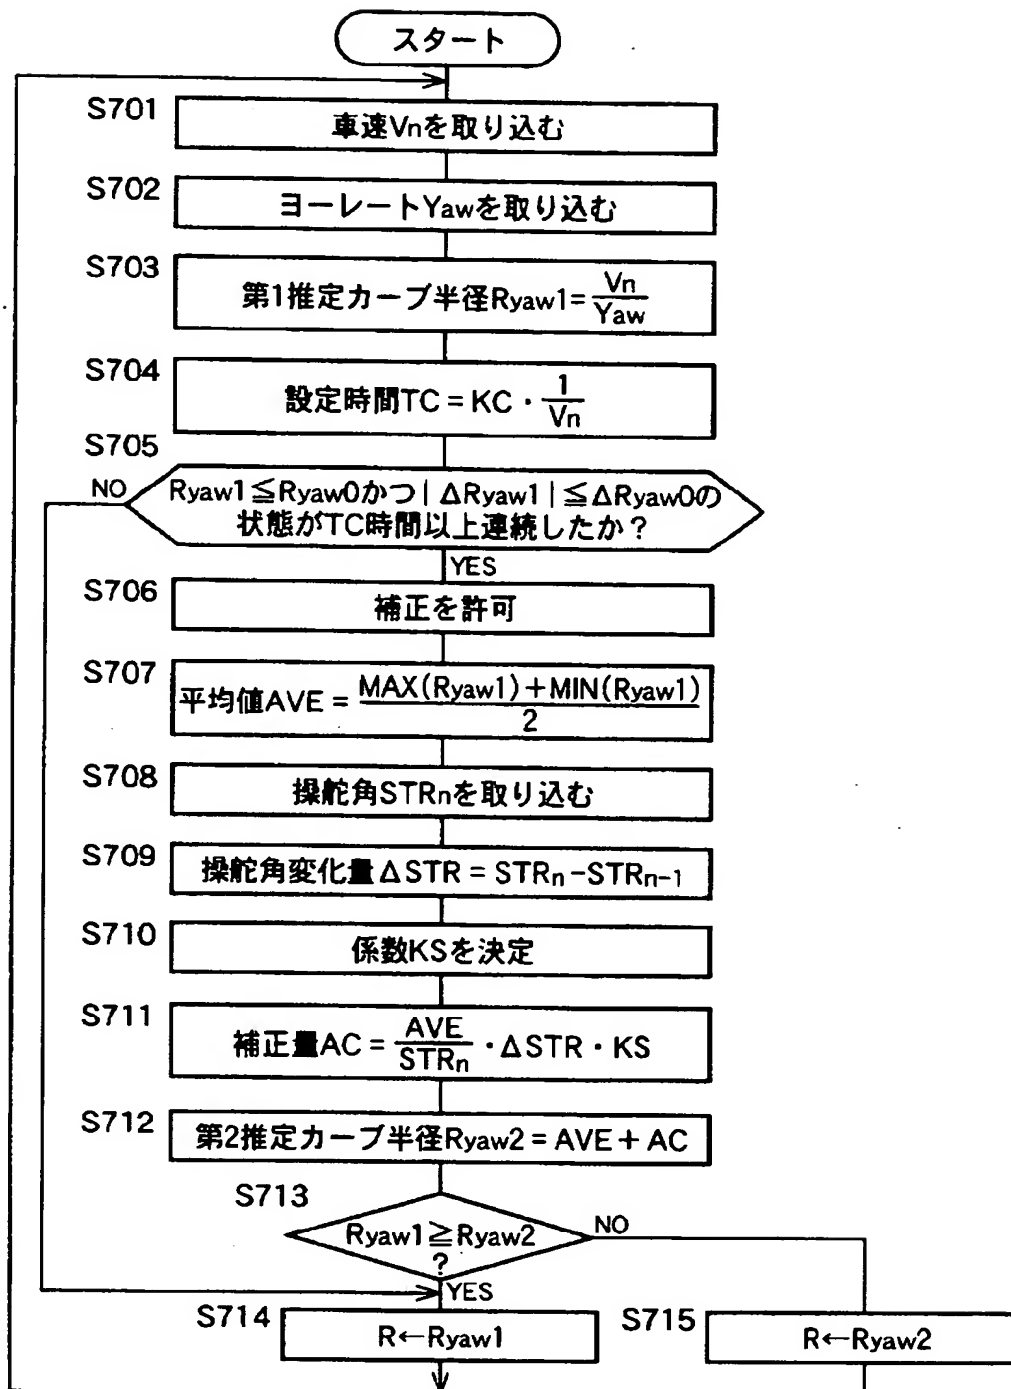 スタート
S701
車速Vnを取り込む
S702
ヨーレートYawを取り込む
S703
第1推定カーブ半径Ryaw1=Vn/Yaw
S704
設定時間TC=KC・1/Vn
S705
NO
Ryaw1≦Ryaw0かつ|ΔRyaw1|≦ΔRyaw0の
状態がTC時間以上連続したか?
YES
S706
補正を許可
S707
平均値AVE=MAX(Ryaw1)+MIN(Ryaw1)/2
S708
操舵角STRnを取り込む
S709
操舵角変化量ΔSTR=STRn-STRn-1
S710
係数KSを決定
S711
補正量AC=AVE/STRn・ΔSTR・KS
S712
第2推定カーブ半径Ryaw2=AVE+AC
S713
Ryaw1≧Ryaw2
?
NO
YES
S714
R←Ryaw1
S715
R←Ryaw2